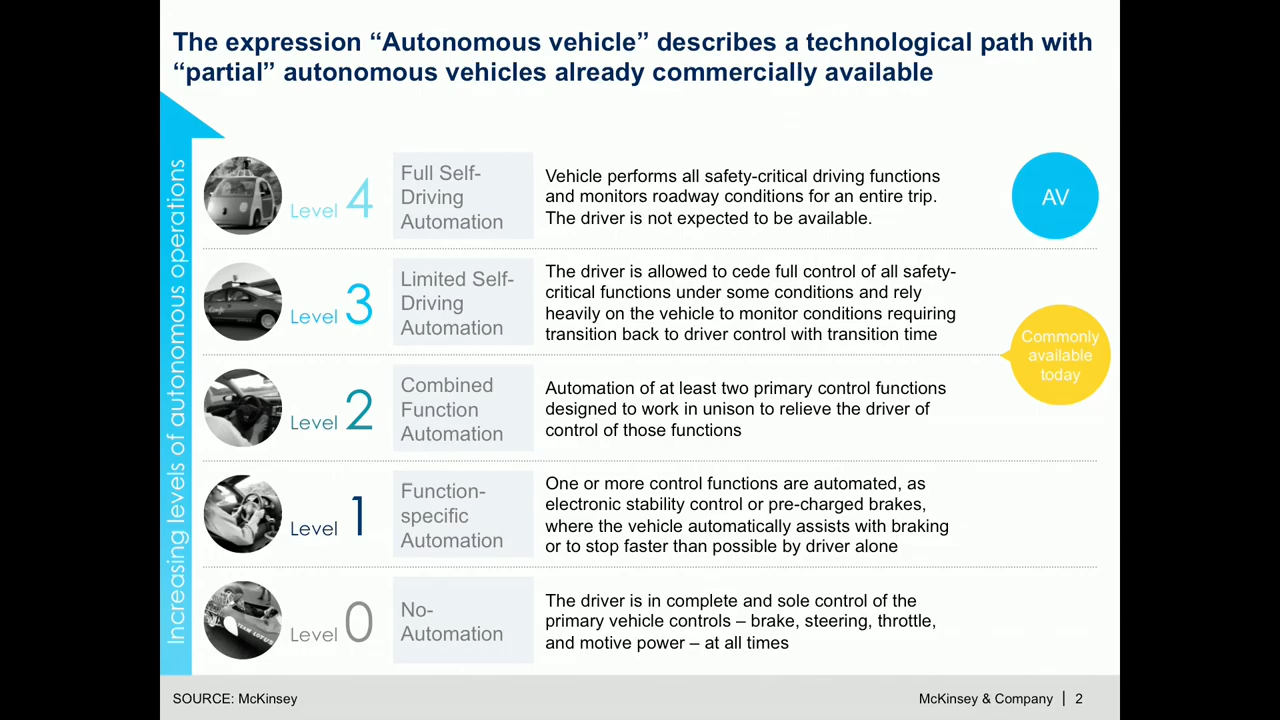 The expression “Autonomous vehicle” describes a technological path with
“partial” autonomous vehicles already commercially available
Increasing levels of autonomous operations
Level 4
Full Self-
Driving
Automation
Vehicle performs all safety-critical driving functions
and monitors roadway conditions for an entire trip.
The driver is not expected to be available.
AV
Level 3
Limited Self-
Driving
Automation
The driver is allowed to cede full control of all safety-
critical functions under some conditions and rely
heavily on the vehicle to monitor conditions requiring
transition back to driver control with transition time
Commonly
available
today
Level 2
Combined
Function
Automation
Automation of at least two primary control functions
designed to work in unison to relieve the driver of
control of those functions
Level 1
Function-
specific
Automation
One or more control functions are automated, as
electronic stability control or pre-charged brakes,
where the vehicle automatically assists with braking
or to stop faster than possible by driver alone
TEAM LOTUS
Level 0
No-
Automation
The driver is in complete and sole control of the
primary vehicle controls – brake, steering, throttle,
and motive power – at all times
SOURCE: McKinsey
McKinsey & Company | 2